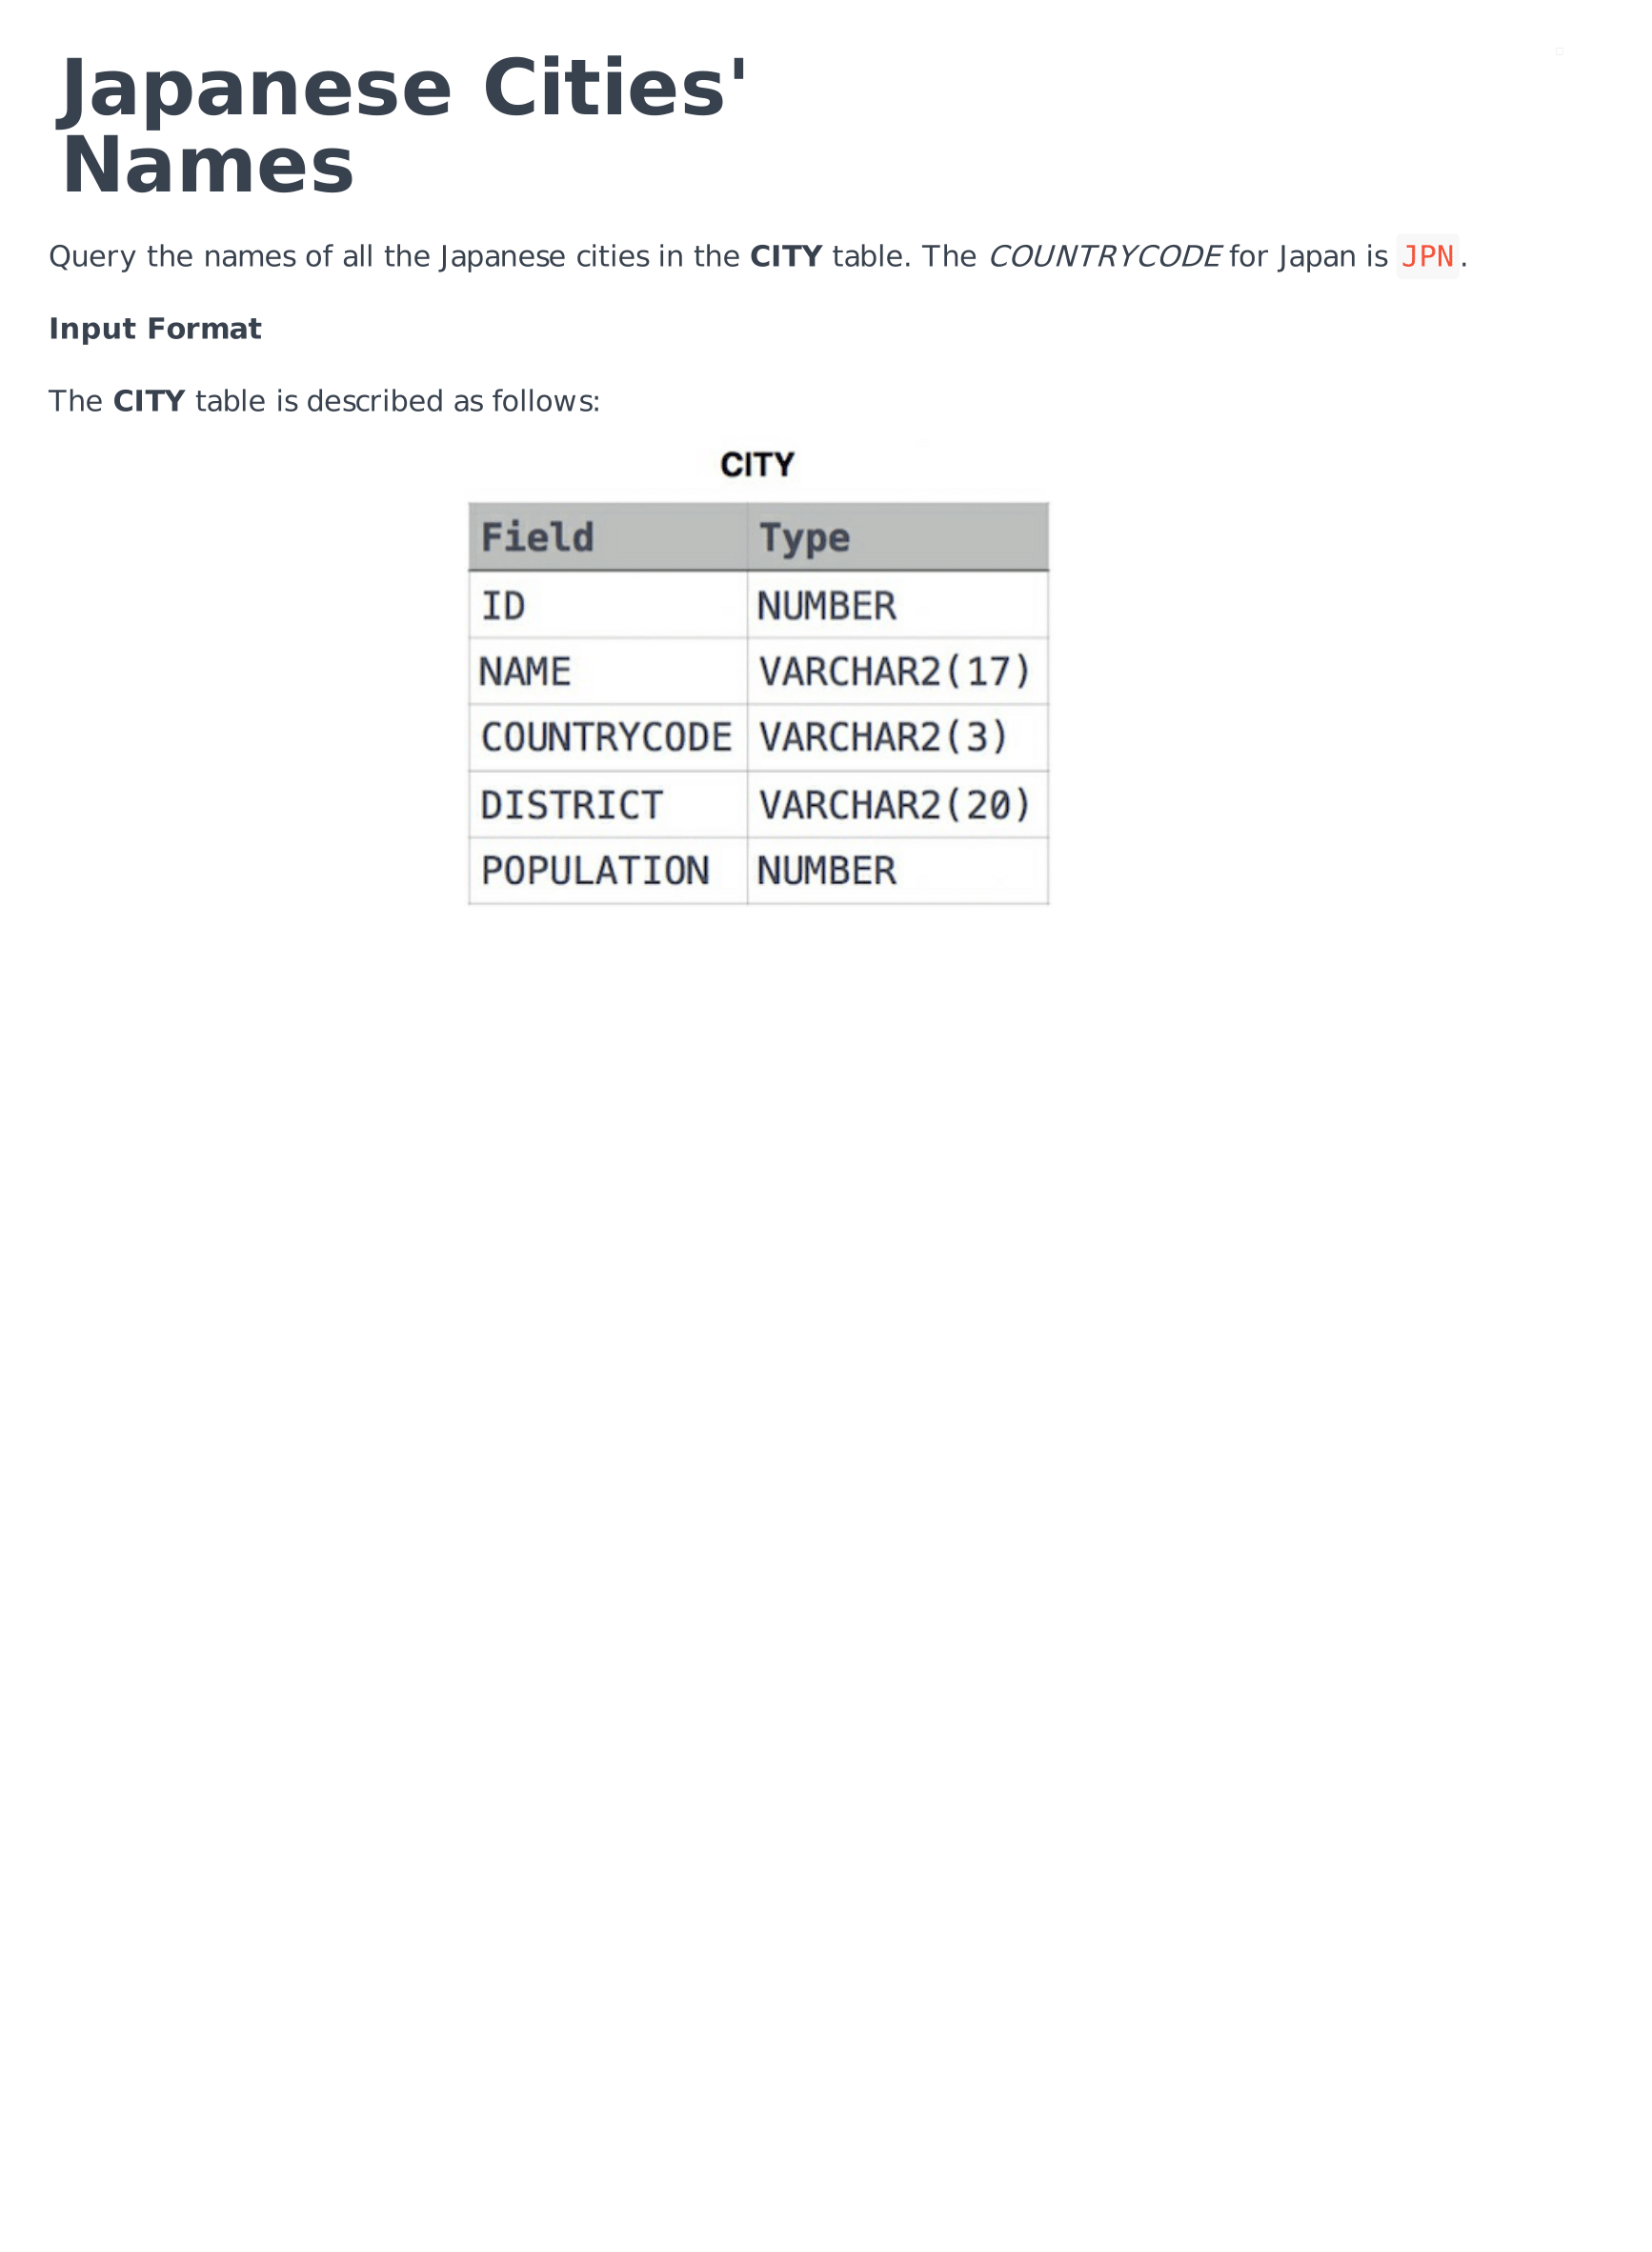 Japanese Cities'
Names
Query the names of all the Japanese cities in the CITY table. The COUNTRYCODE for Japan is JPN.
Input Format
The CITY table is described as follows:
CITY
Field Type
ID NUMBER
NAME VARCHAR2(17)
COUNTRYCODE VARCHAR2(3)
DISTRICT VARCHAR2(20)
POPULATION NUMBER